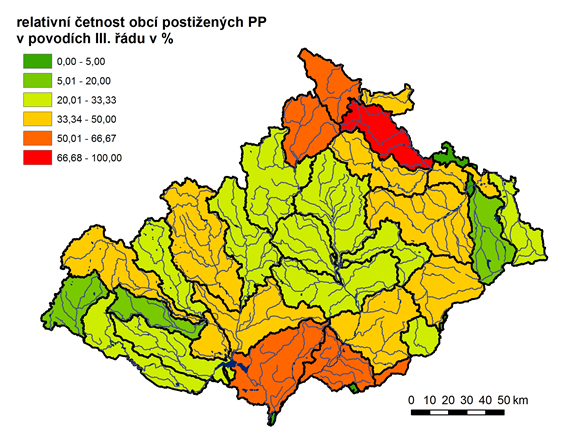 relativní četnost obcí postižených PP
v povodích III. řádu v %
0,00 - 5,00
5,01 - 20,00
20,01 - 33,33
33,34 - 50,00
50,01 - 66,67
66,68 - 100,00
0 10 20 30 40 50 km